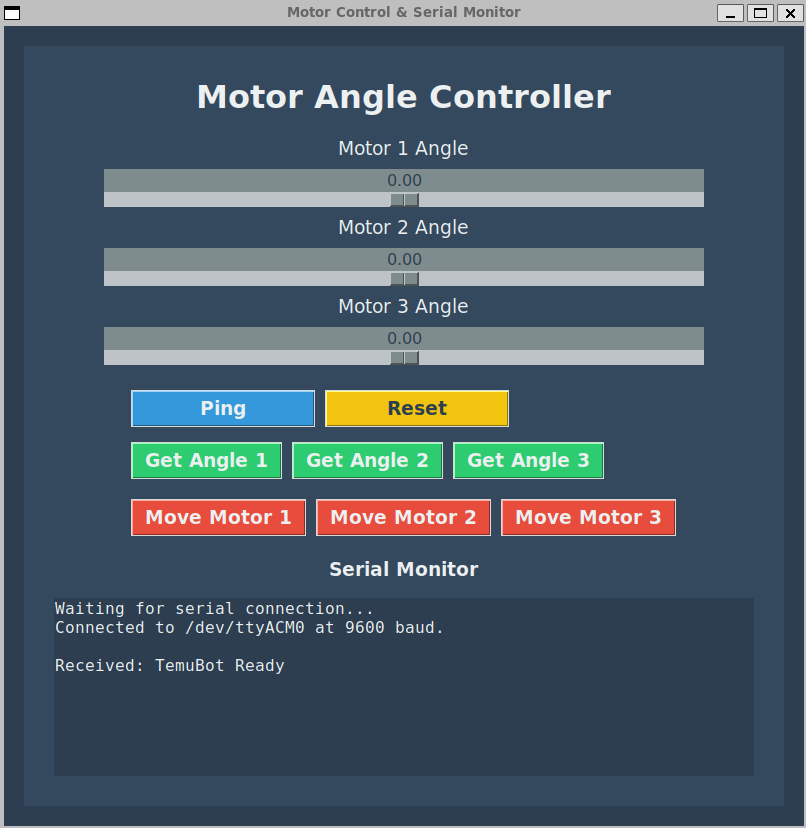 Motor Control & Serial Monitor
Motor Angle Controller
Motor 1 Angle
0.00
Motor 2 Angle
0.00
Motor 3 Angle
0.00
Ping Reset
Get Angle 1 Get Angle 2 Get Angle 3
Move Motor 1 Move Motor 2 Move Motor 3
Serial Monitor
Waiting for serial connection...
Connected to /dev/ttyACM0 at 9600 baud.
Received: TemuBot Ready